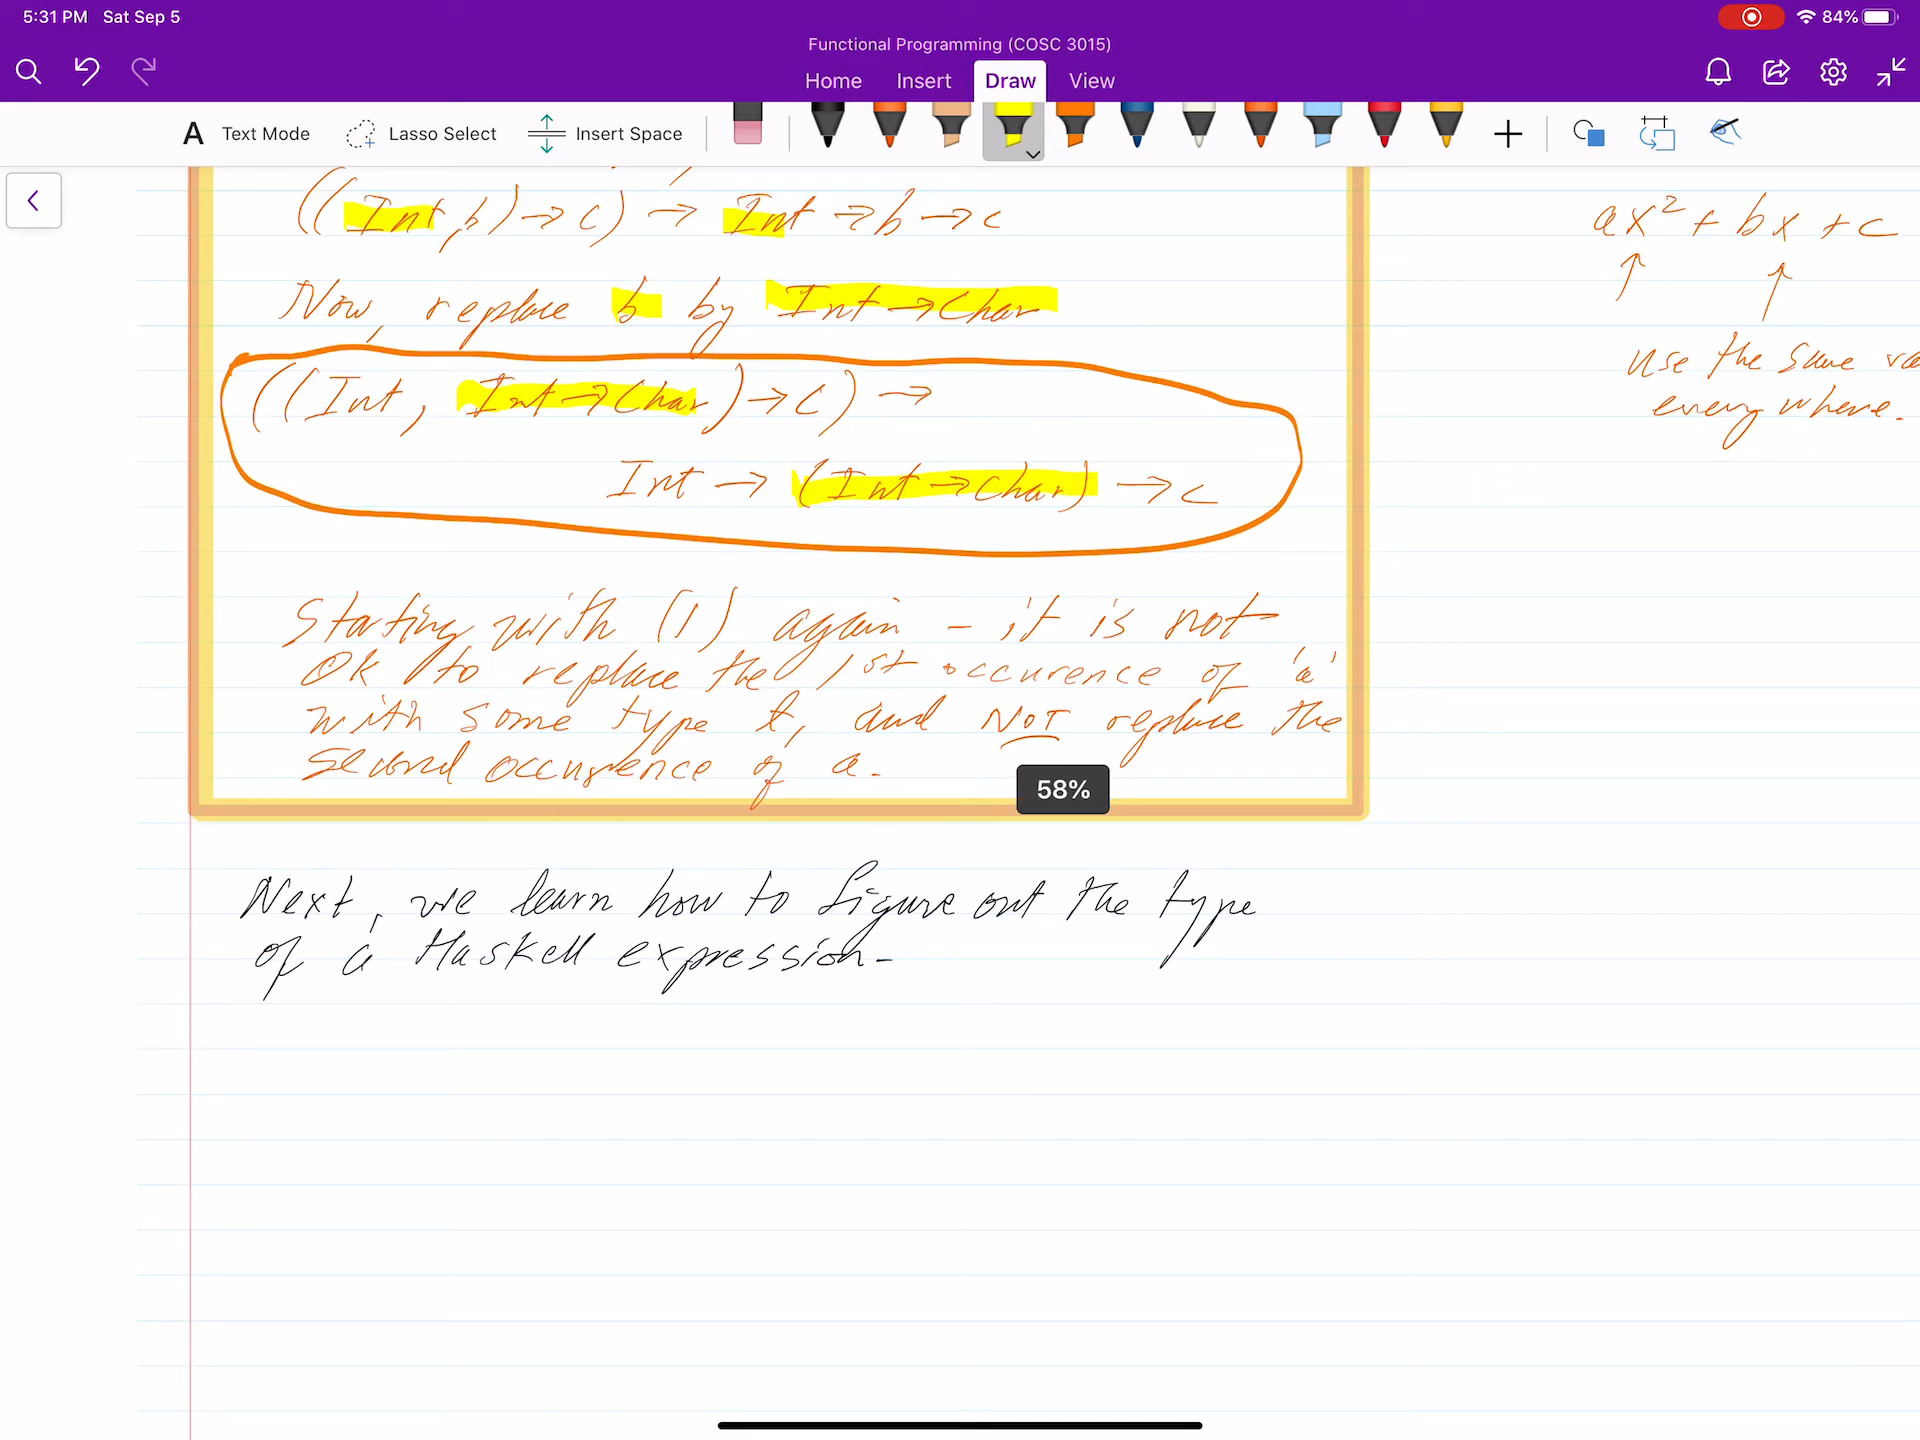 5:31 PM Sat Sep 5
84%
Functional Programming (COSC 3015)
Home Insert Draw View
A Text Mode Lasso Select Insert Space
((Int, b) → c) → Int → b → c
Now, replace b by Int → Char
((Int, Int → Char) → c) →
Int → (Int → Char) → c
Starting with (1) again - it is not
OK to replace the 1st occurence of 'a'
with some type t, and NOT replace the
second occurrence of a.
58%
Next, we learn how to figure out the type
of a Haskell expression.
ax² + bx + c
↑ ↑
Use the same
everywhere.